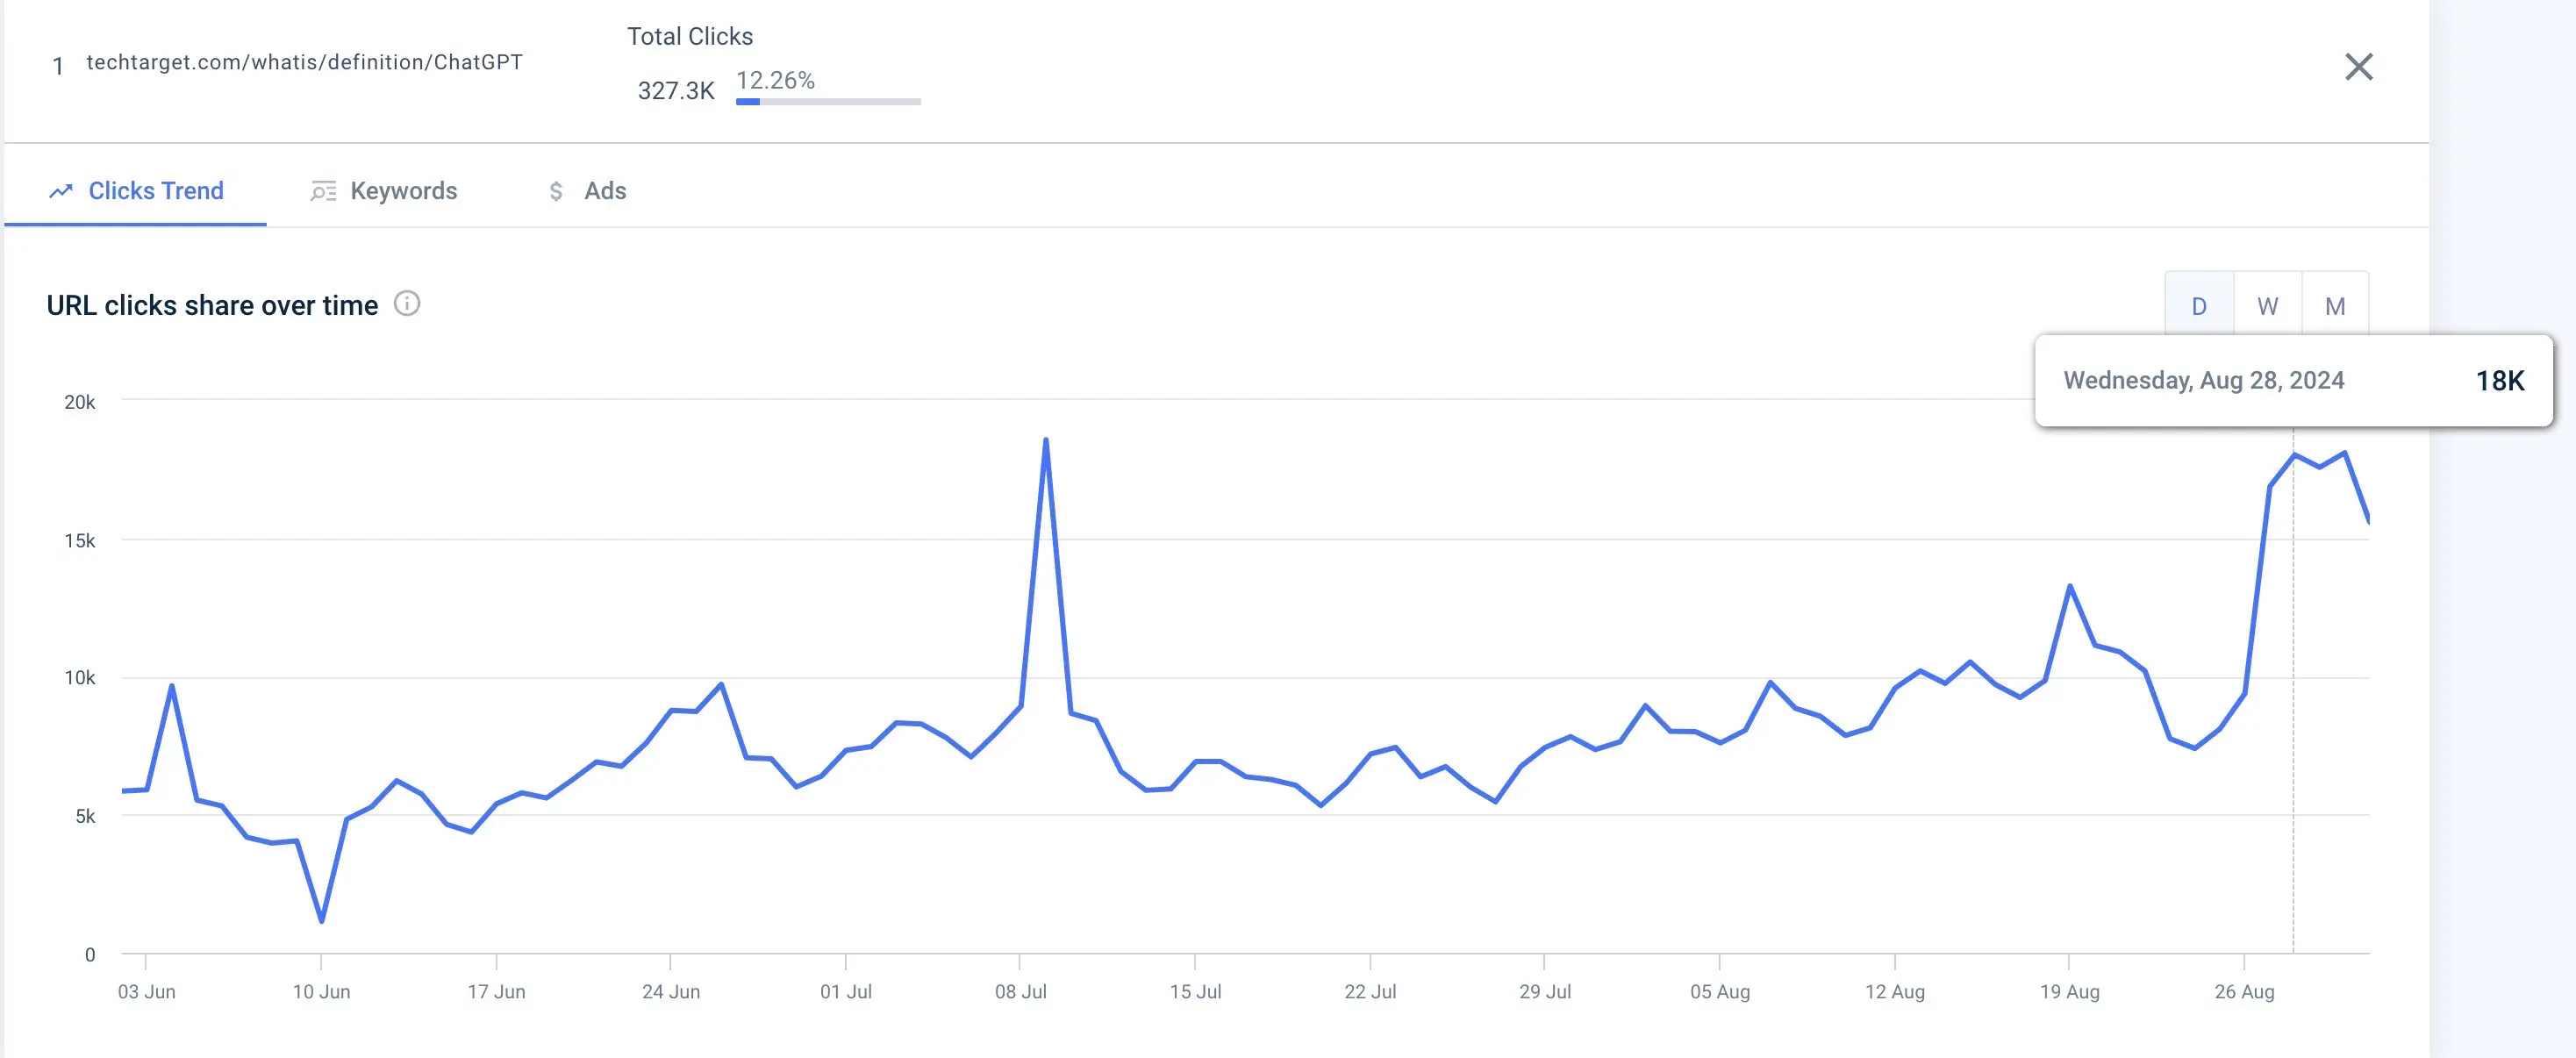 1 techtarget.com/whatis/definition/ChatGPT
Total Clicks
327.3K 12.26%
Clicks Trend Keywords $ Ads
URL clicks share over time
D W M
Wednesday, Aug 28, 2024 18K
20k
15k
10k
5k
0
03 Jun 10 Jun 17 Jun 24 Jun 01 Jul 08 Jul 15 Jul 22 Jul 29 Jul 05 Aug 12 Aug 19 Aug 26 Aug